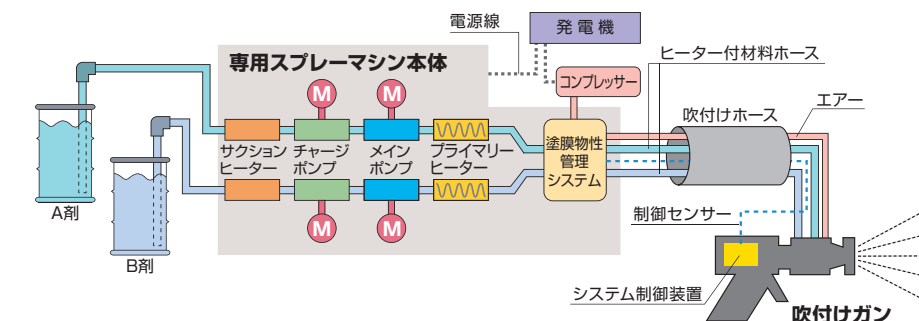 電源線
発電機
専用スプレーマシン本体
ヒーター付材料ホース
コンプレッサー
エアー
吹付けホース
M
M
サクション
ヒーター
チャージ
ポンプ
メイン
ポンプ
プライマリー
ヒーター
塗膜物性
管理
システム
M
M
A剤
B剤
制御センサー
システム制御装置
吹付けガン